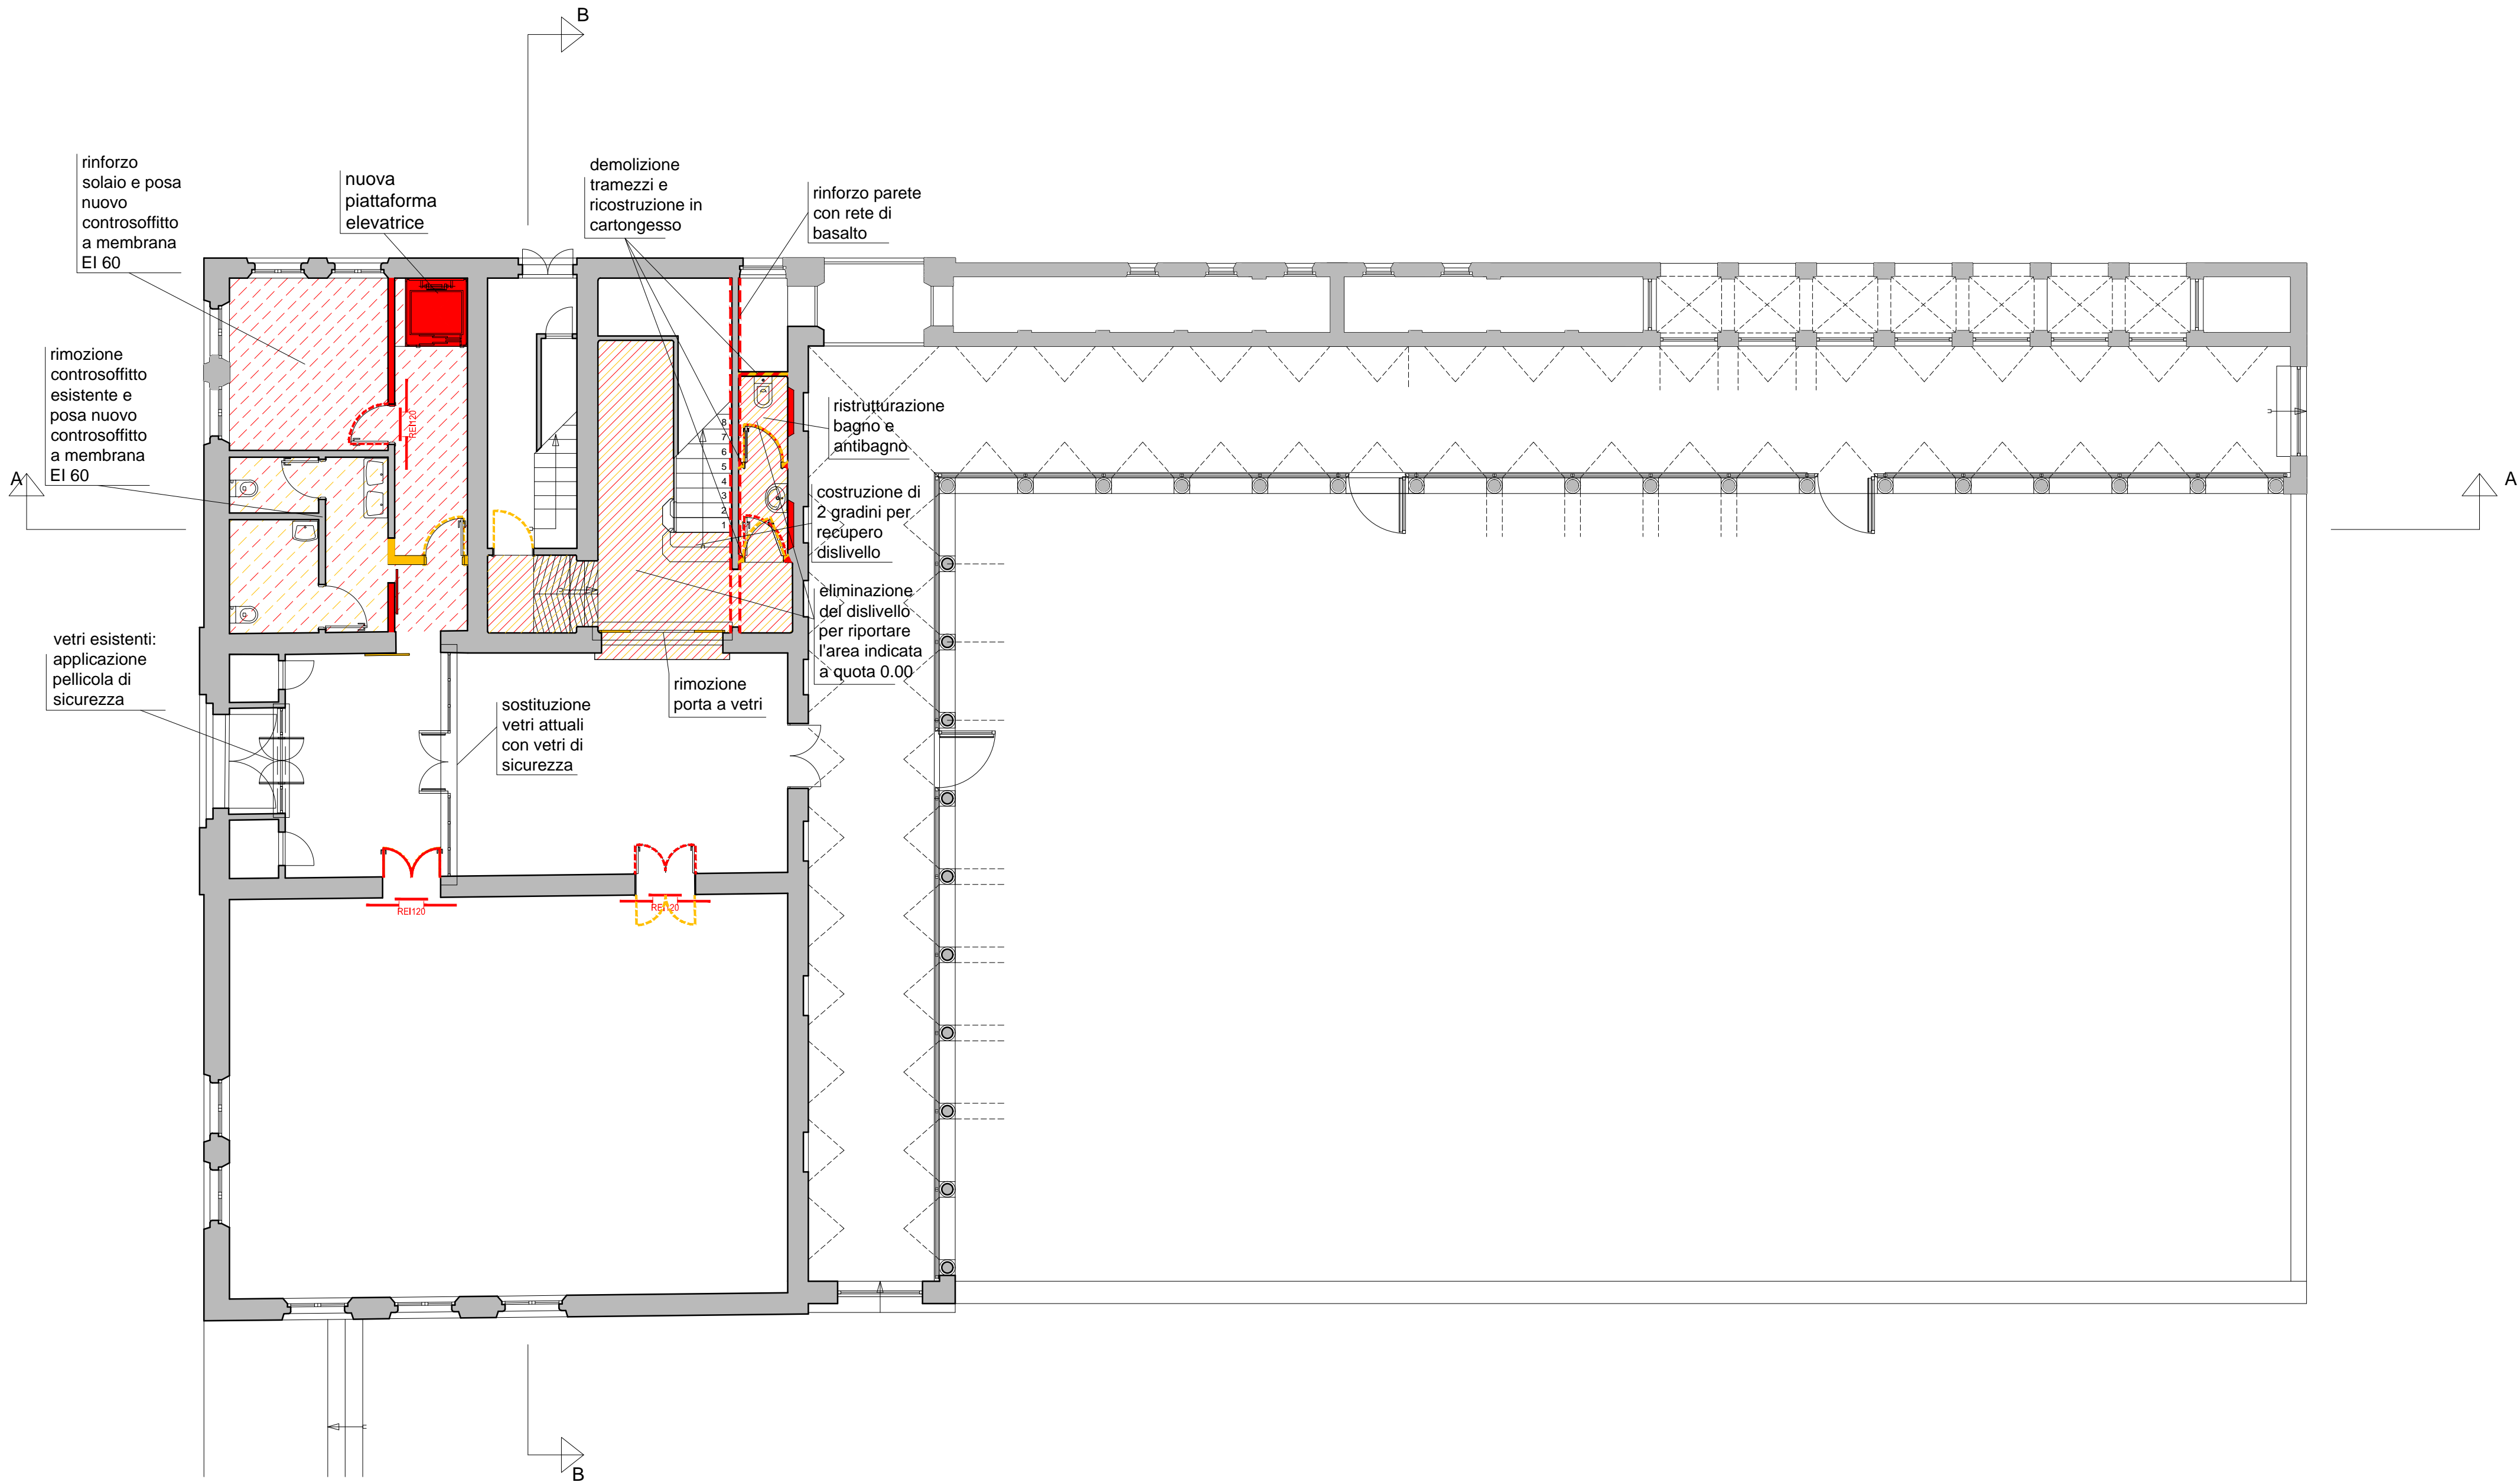 B
rinforzo
solaio e posa
nuovo
controsoffitto
a membrana
EI 60
nuova
piattaforma
elevatrice
demolizione
tramezzi e
ricostruzione in
cartongesso
rinforzo parete
con rete di
basalto
rimozione
controsoffitto
esistente e
posa nuovo
controsoffitto
a membrana
EI 60
REI120
8
7
6
5
4
3
2
1
ristrutturazione
bagno e
antibagno
A
A
costruzione di
2 gradini per
recupero
dislivello
eliminazione
del dislivello
per riportare
l'area indicata
a quota 0.00
vetri esistenti:
applicazione
pellicola di
sicurezza
rimozione
porta a vetri
sostituzione
vetri attuali
con vetri di
sicurezza
REI120
REI120
B